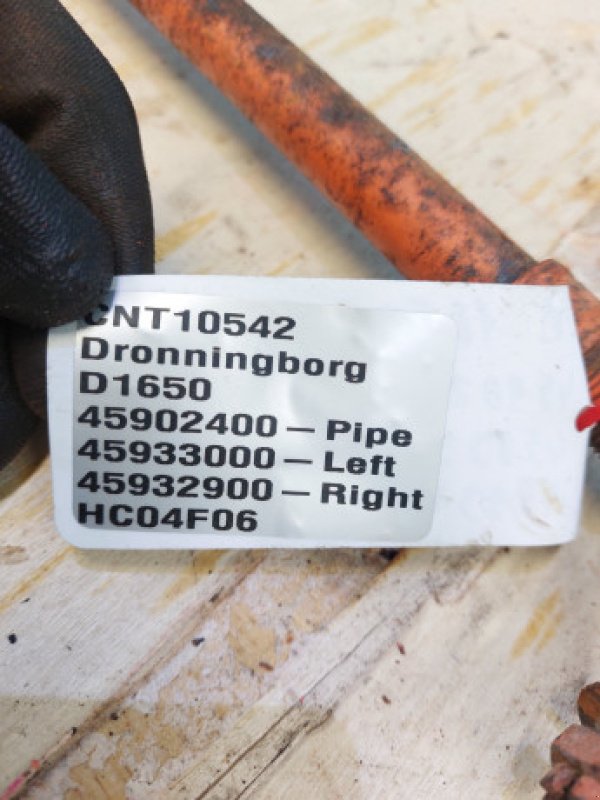 CNT10542
Dronningborg
D1650
45902400 – Pipe
45933000 – Left
45932900 – Right
HC04F06